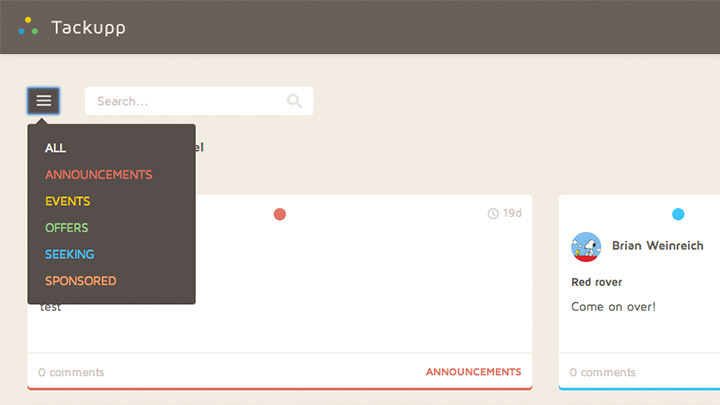 Tackupp
Search...
ALL
ANNOUNCEMENTS
EVENTS
OFFERS
SEEKING
SPONSORED
19d
test
0 comments
ANNOUNCEMENTS
Brian Weinreich
Red rover
Come on over!
0 comments